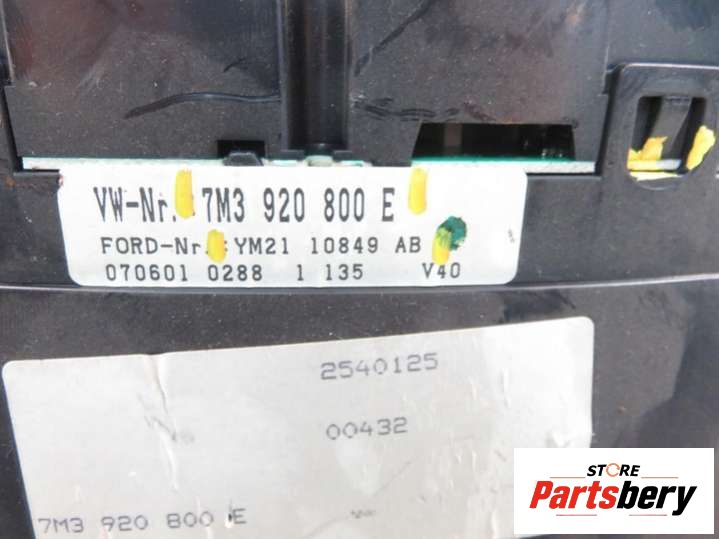 VW-Nr.:7M3 920 800 E
FORD-Nr.:YM21 10849 AB
070601 0288 1 135 V40
2540125
00432
7M3 920 800 E
STORE
Partsbery